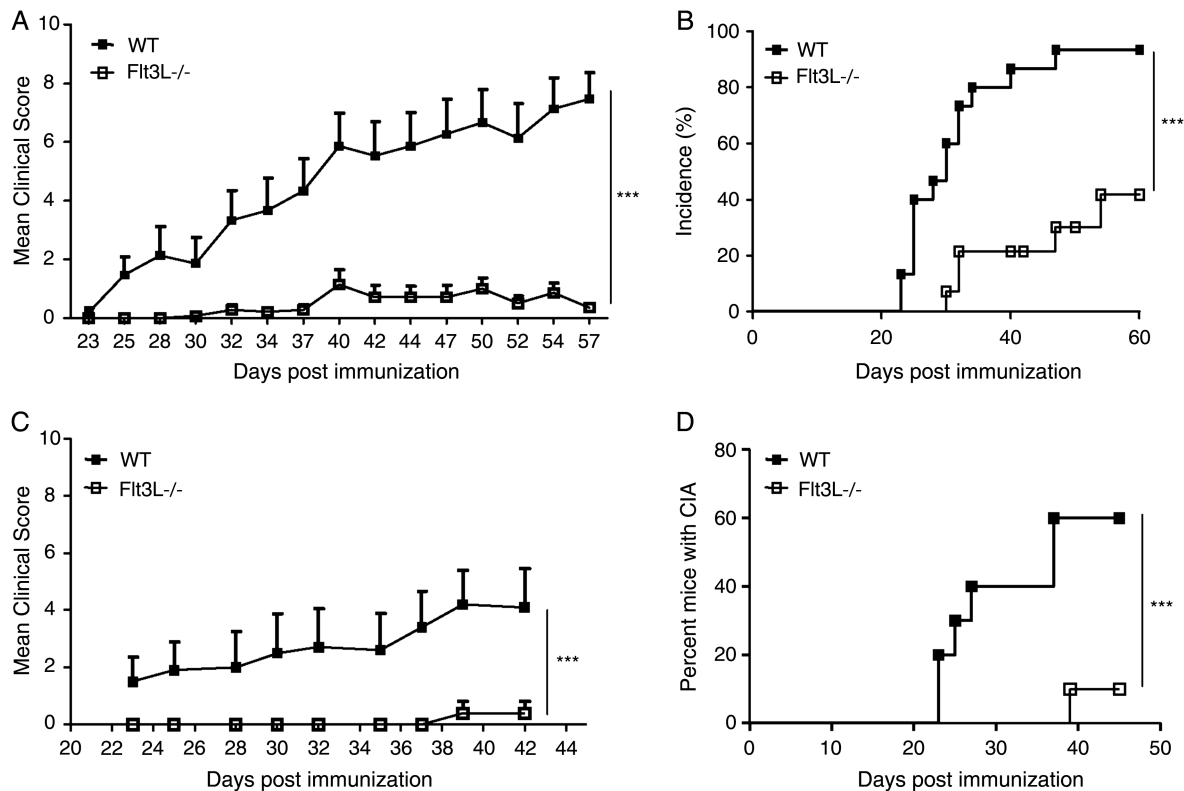 A
10
8
6
4
2
0
Mean Clinical Score
WT
Flt3L-/-
***
23 25 28 30 32 34 37 40 42 44 47 50 52 54 57
Days post immunization
B
100
80
60
40
20
0
Incidence (%)
WT
Flt3L-/-
***
0 20 40 60
Days post immunization
C
10
8
6
4
2
0
Mean Clinical Score
WT
Flt3L-/-
***
20 22 24 26 28 30 32 34 36 38 40 42 44
Days post immunization
D
80
60
40
20
0
Percent mice with CIA
WT
Flt3L-/-
***
0 10 20 30 40 50
Days post immunization